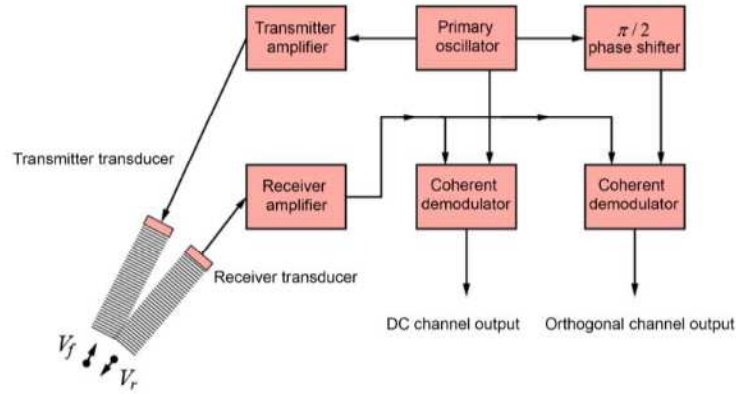 Transmitter
amplifier
Primary
oscillator
π/2
phase shifter
Transmitter transducer
Receiver
amplifier
Coherent
demodulator
Coherent
demodulator
Receiver transducer
DC channel output
Orthogonal channel output
V_f
V_r